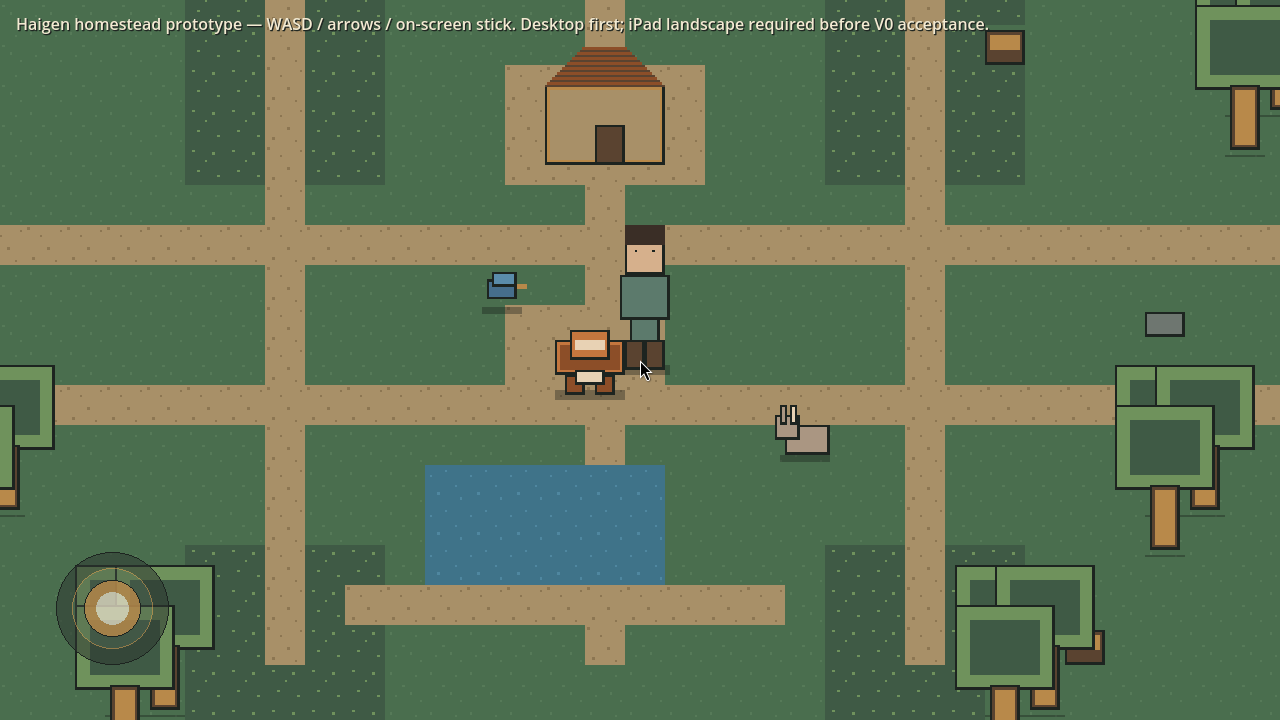 Haigen homestead prototype — WASD / arrows / on-screen stick. Desktop first; iPad landscape required before V0 acceptance.